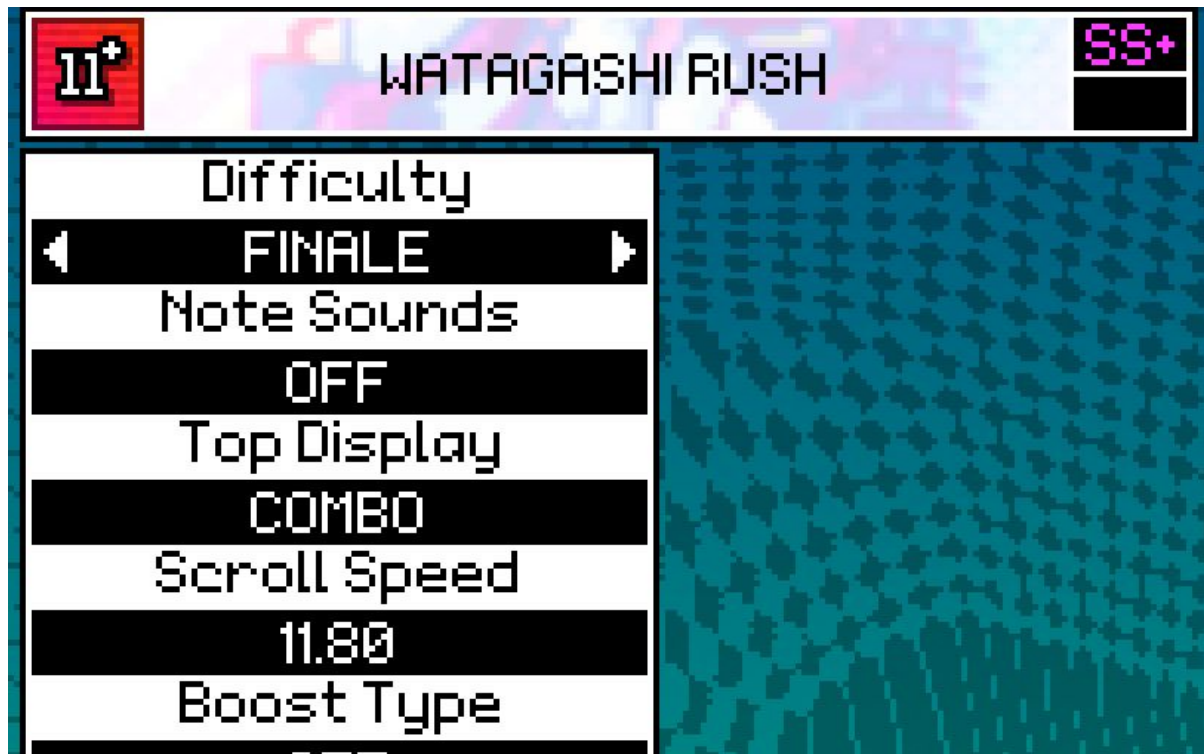 11+
WATAGASHI RUSH
SS+
Difficulty
FINALE
Note Sounds
OFF
Top Display
COMBO
Scroll Speed
11.80
Boost Type